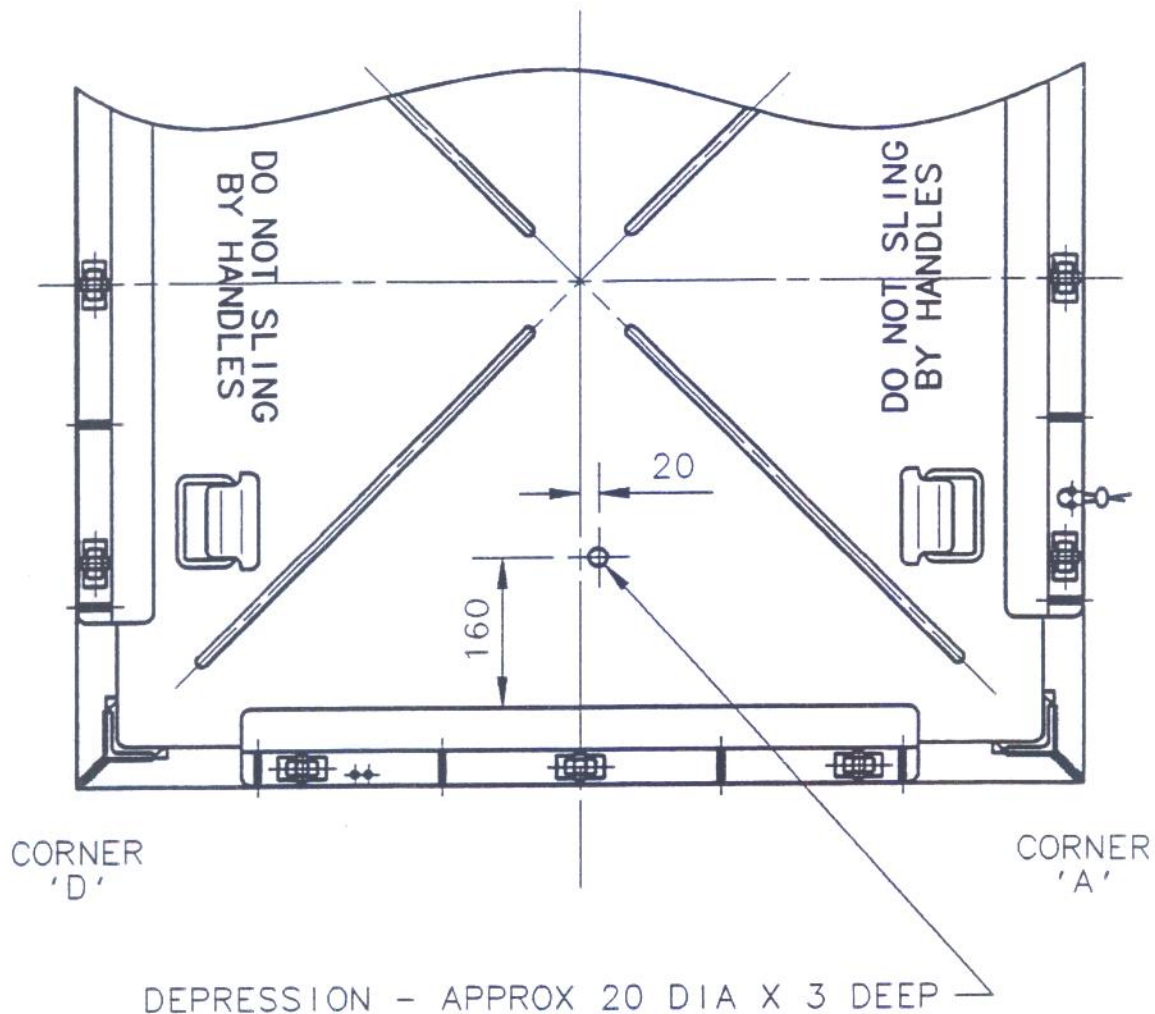 DO NOT SLING
BY HANDLES
DO NOT SLING
BY HANDLES
20
160
CORNER
'D'
CORNER
'A'
DEPRESSION - APPROX 20 DIA X 3 DEEP